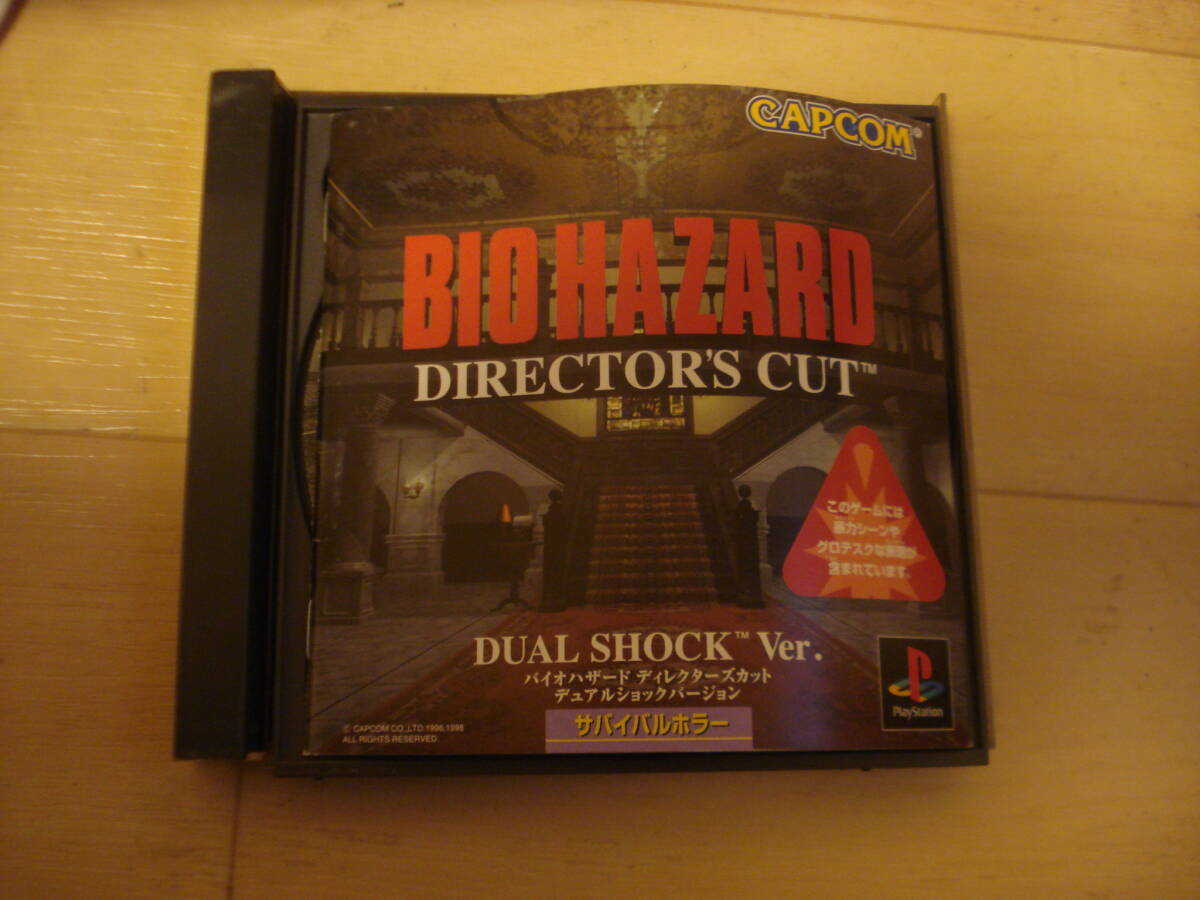 CAPCOM®
BIO HAZARD
DIRECTOR'S CUT™
このゲームには
暴力シーンや
グロテスクな表現が
含まれています。
DUAL SHOCK™ Ver.
バイオハザード ディレクターズカット
デュアルショックバージョン
サバイバルホラー
PlayStation
© CAPCOM CO.,LTD.1996,1998
ALL RIGHTS RESERVED.